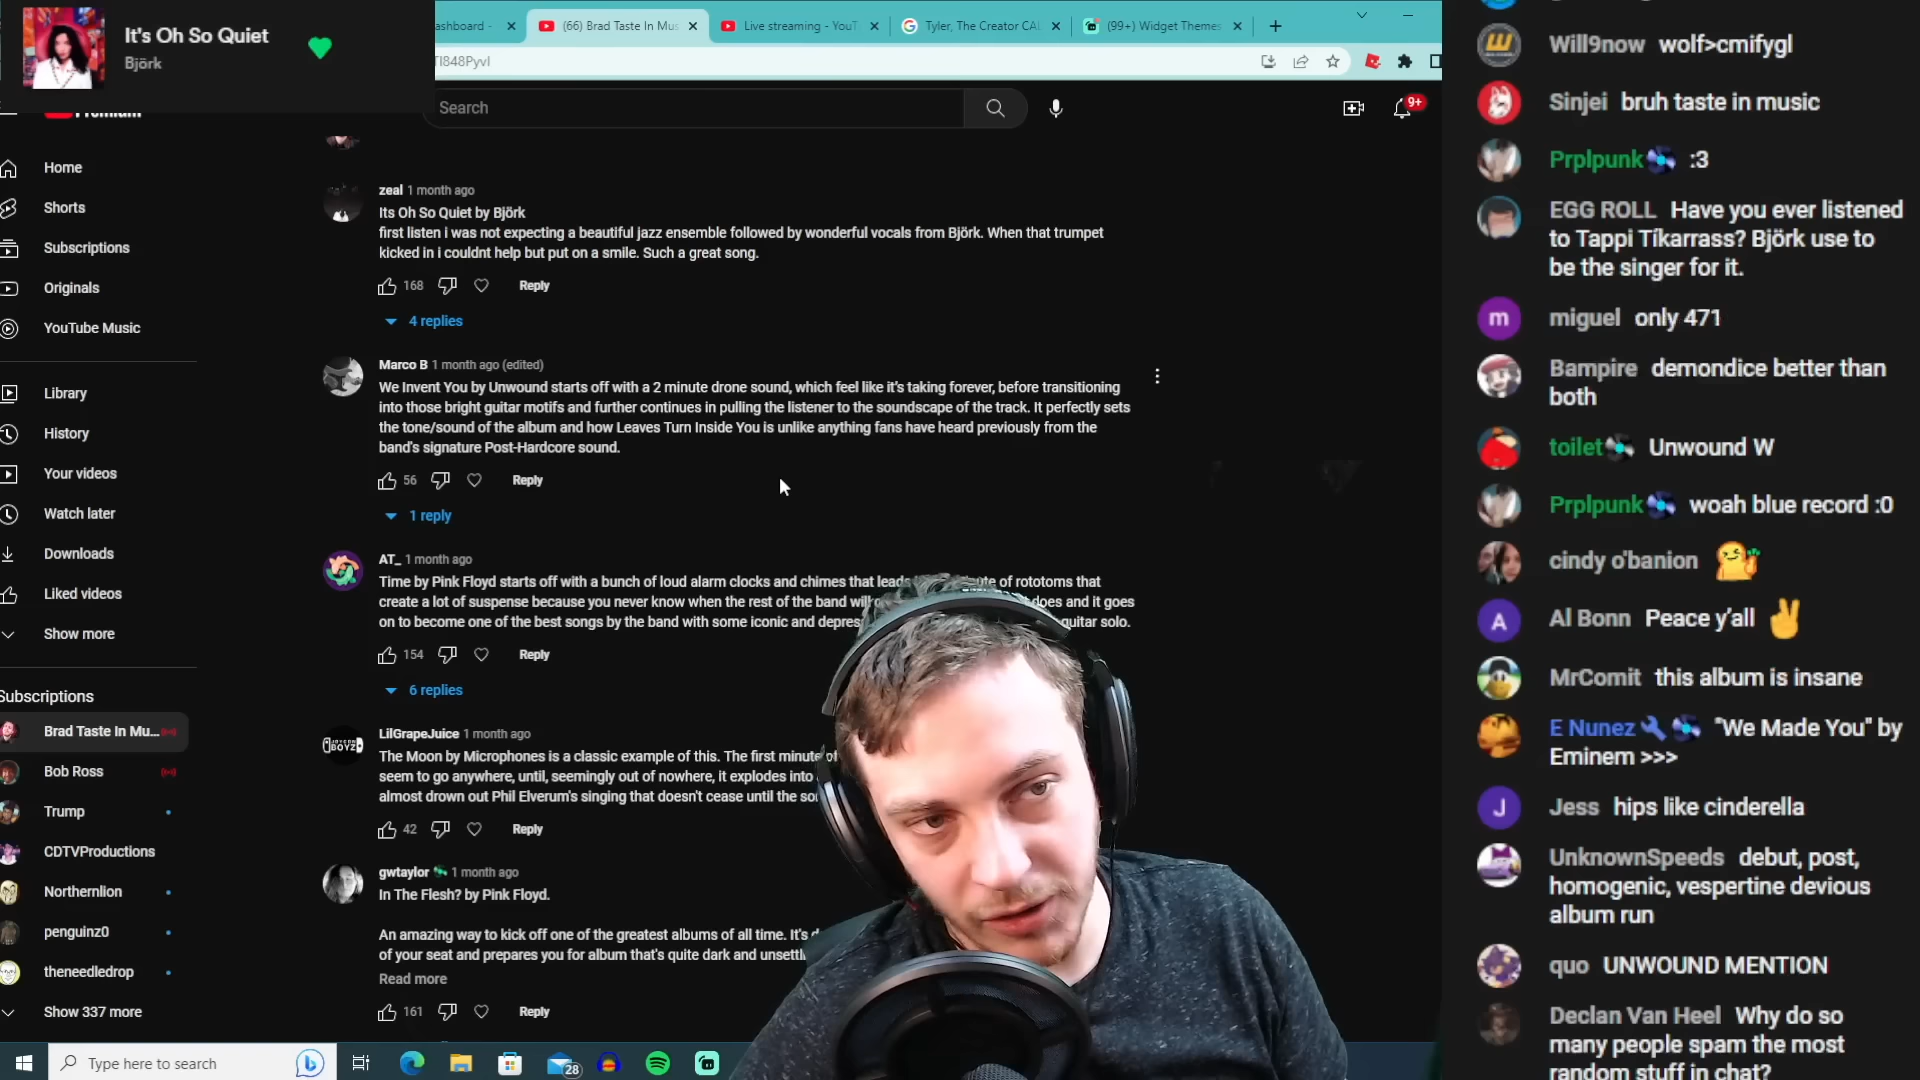 It's Oh So Quiet
Björk
ashboard -
(66) Brad Taste In Mus
Live streaming - YouT
Tyler, The Creator CAL
(99+) Widget Themes
TI848PyvI
Search
9+
Premium
Home
Shorts
Subscriptions
Originals
YouTube Music
Library
History
Your videos
Watch later
Downloads
Liked videos
Show more
Subscriptions
Brad Taste In Mu...
Bob Ross
Trump
CDTVProductions
Northernlion
penguinz0
theneedledrop
Show 337 more
zeal 1 month ago
Its Oh So Quiet by Björk
first listen i was not expecting a beautiful jazz ensemble followed by wonderful vocals from Björk. When that trumpet
kicked in i couldnt help but put on a smile. Such a great song.
168 Reply
4 replies
Marco B 1 month ago (edited)
We Invent You by Unwound starts off with a 2 minute drone sound, which feel like it's taking forever, before transitioning
into those bright guitar motifs and further continues in pulling the listener to the soundscape of the track. It perfectly sets
the tone/sound of the album and how Leaves Turn Inside You is unlike anything fans have heard previously from the
band's signature Post-Hardcore sound.
56 Reply
1 reply
AT_ 1 month ago
Time by Pink Floyd starts off with a bunch of loud alarm clocks and chimes that leads of rototoms that
create a lot of suspense because you never know when the rest of the band will does and it goes
on to become one of the best songs by the band with some iconic and guitar solo.
154 Reply
6 replies
LilGrapeJuice 1 month ago
The Moon by Microphones is a classic example of this. The first minute of
seem to go anywhere, until, seemingly out of nowhere, it explodes into
almost drown out Phil Elverum's singing that doesn't cease until the
42 Reply
gwtaylor 1 month ago
In The Flesh? by Pink Floyd.
An amazing way to kick off one of the greatest albums of all time. It's
of your seat and prepares you for album that's quite dark and
Read more
161 Reply
Type here to search
28
Will9now wolf>cmifygl
Sinjei bruh taste in music
Prplpunk :3
EGG ROLL Have you ever listened
to Tappi Tíkarrass? Björk use to
be the singer for it.
m miguel only 471
Bampire demondice better than
both
toilet Unwound W
Prplpunk woah blue record :0
cindy o'banion
A Al Bonn Peace y'all
MrComit this album is insane
E Nunez "We Made You" by
Eminem >>>
J Jess hips like cinderella
UnknownSpeeds debut, post,
homogenic, vespertine devious
album run
quo UNWOUND MENTION
Declan Van Heel Why do so
many people spam the most
random stuff in chat?